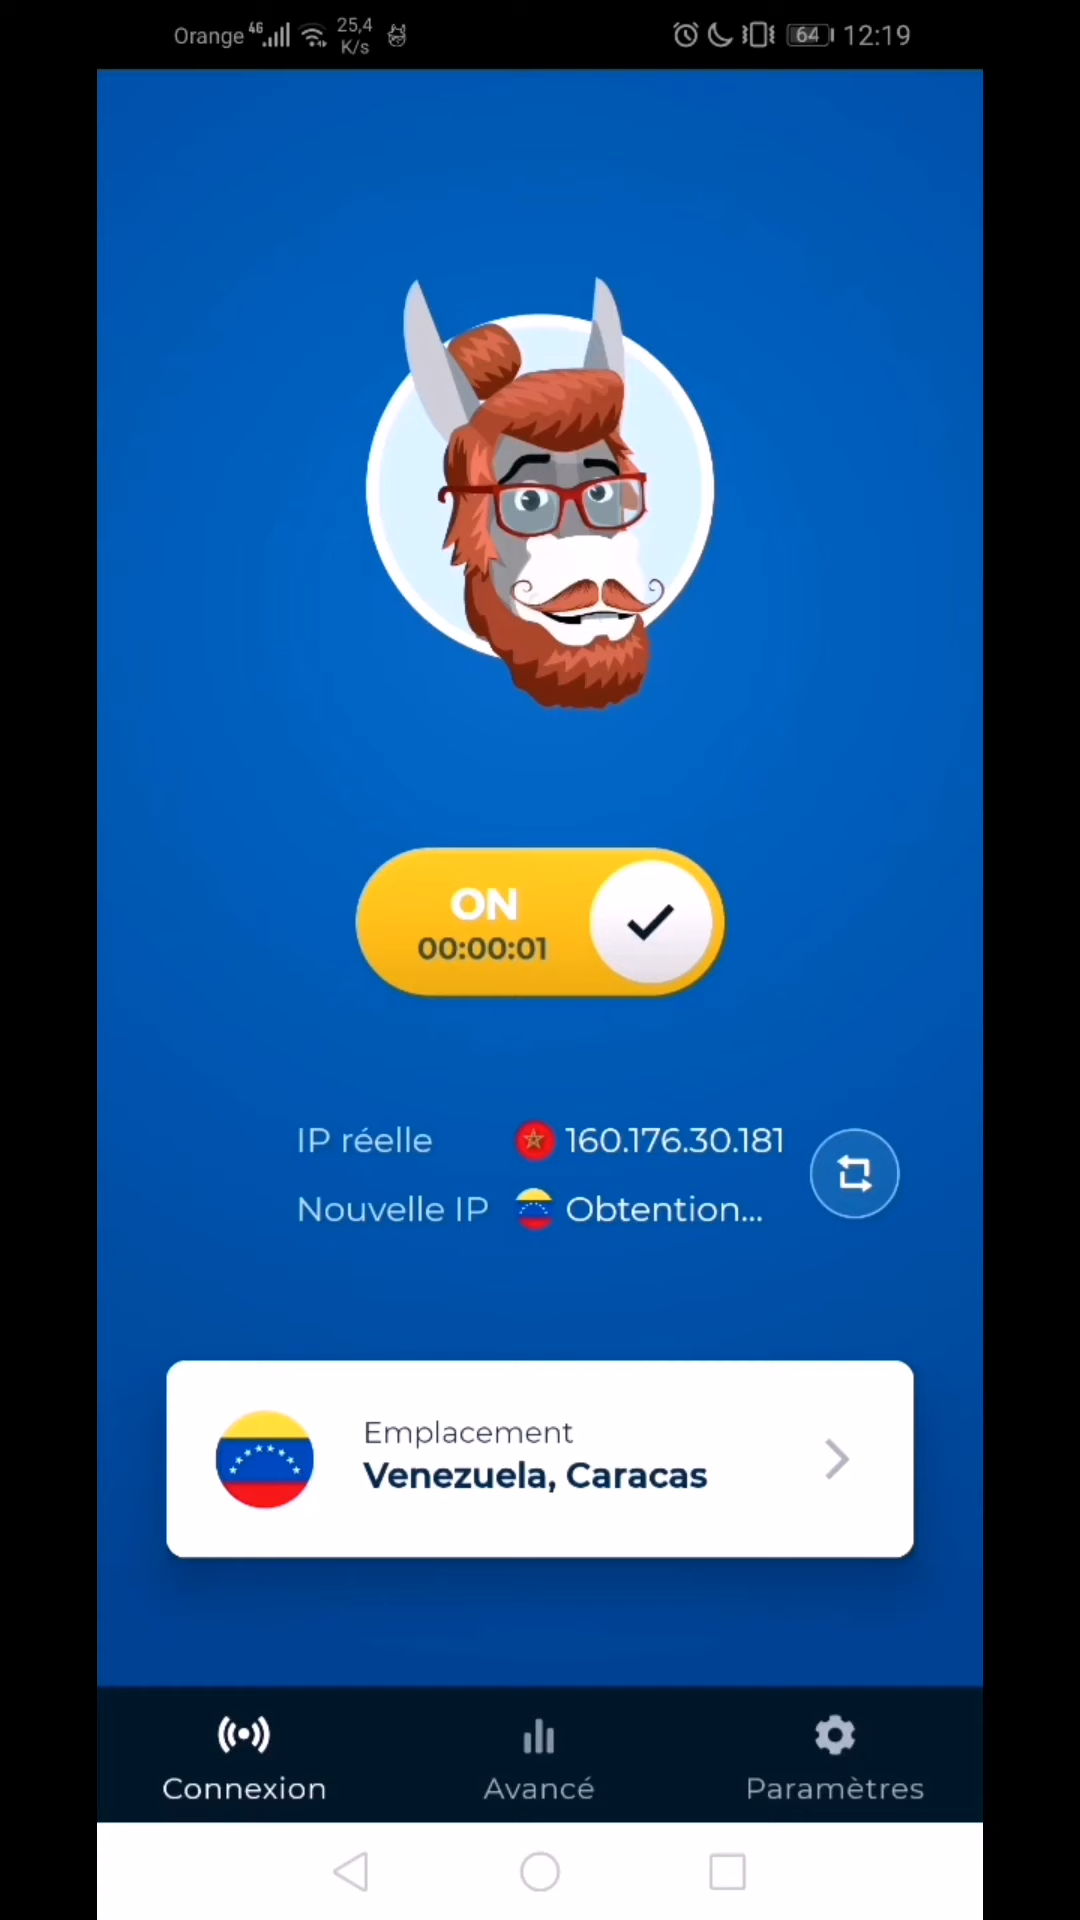 Orange 4G 25,4 K/s 64 12:19
ON
00:00:01
IP réelle 160.176.30.181
Nouvelle IP Obtention...
Emplacement
Venezuela, Caracas
Connexion Avancé Paramètres